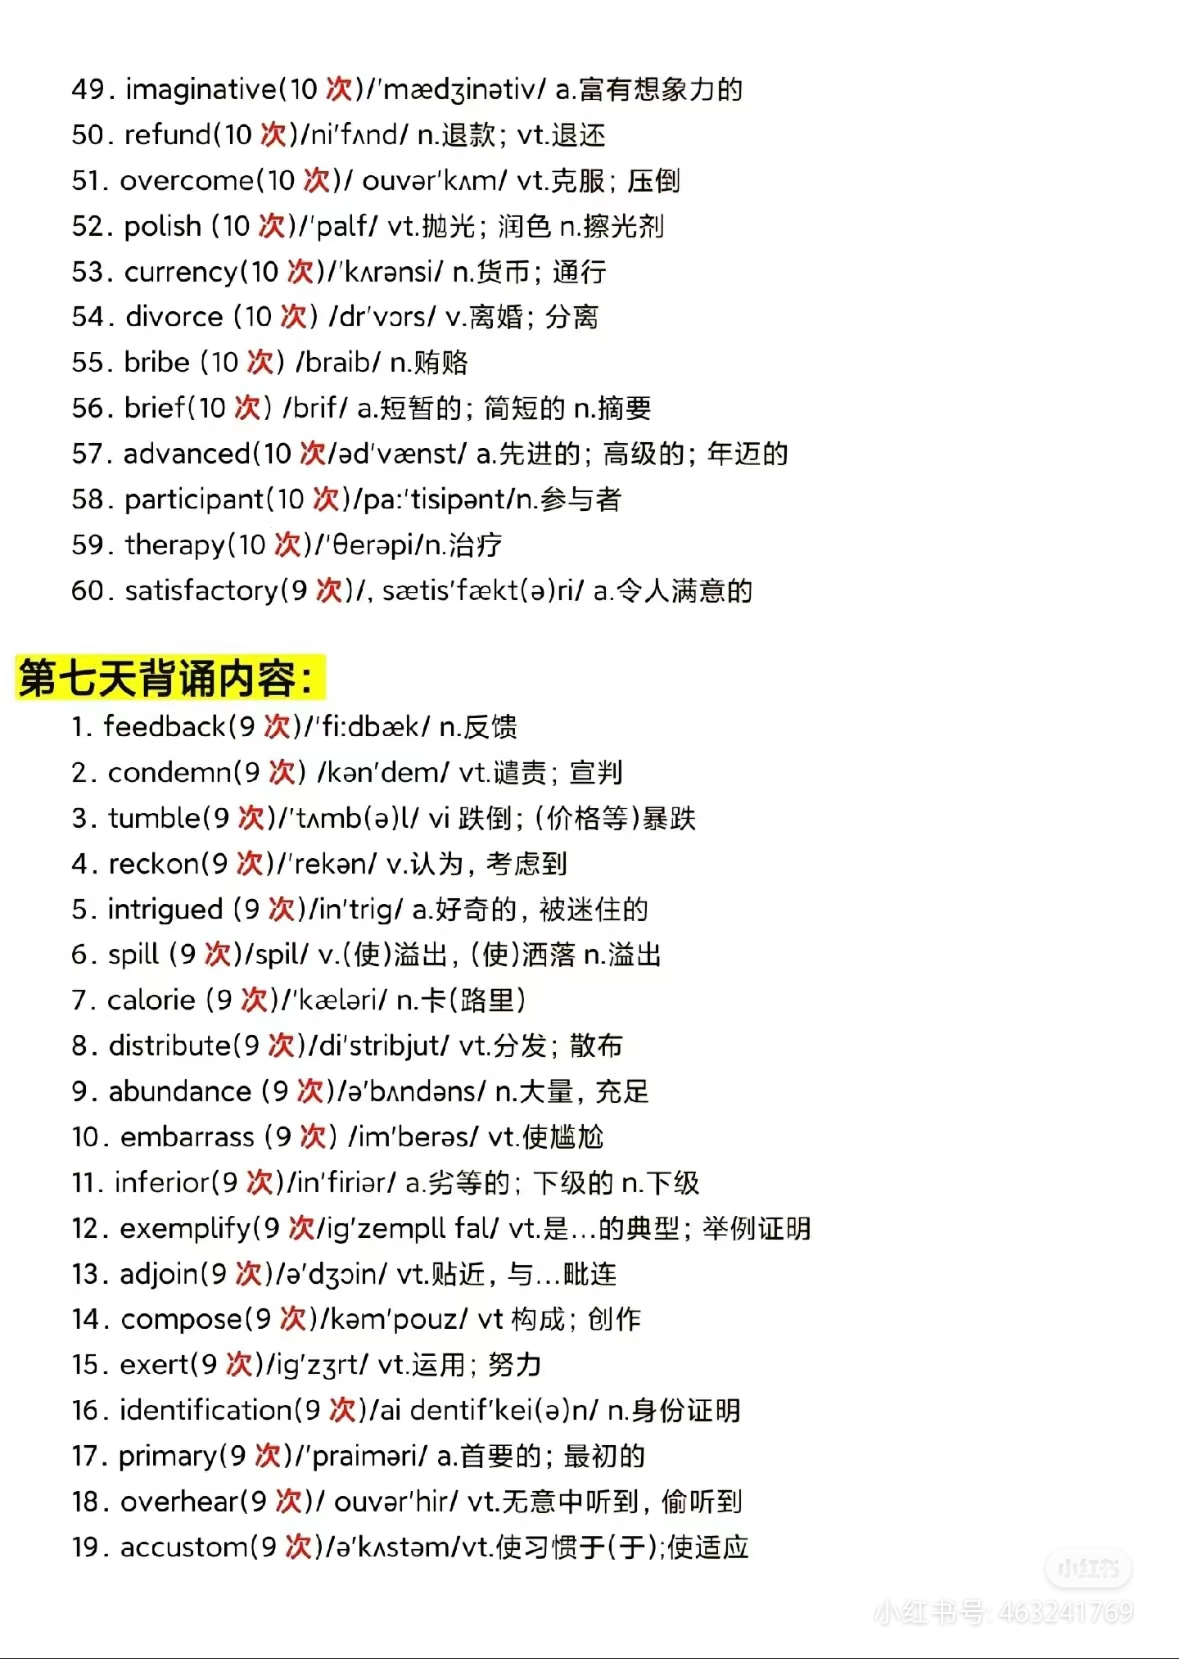 49. imaginative(10 次)/'mædʒinətiv/ a.富有想象力的
50. refund(10 次)/ni'fʌnd/ n.退款; vt.退还
51. overcome(10 次)/ ouvər'kʌm/ vt.克服; 压倒
52. polish (10 次)/'palf/ vt.抛光; 润色 n.擦光剂
53. currency(10 次)/'kʌrənsi/ n.货币; 通行
54. divorce (10 次) /dr'vɔrs/ v.离婚; 分离
55. bribe (10 次) /braib/ n.贿赂
56. brief(10 次) /brif/ a.短暂的; 简短的 n.摘要
57. advanced(10 次/əd'vænst/ a.先进的; 高级的; 年迈的
58. participant(10 次)/pa:'tisipənt/n.参与者
59. therapy(10 次)/'θerəpi/n.治疗
60. satisfactory(9 次)/, sætis'fækt(ə)ri/ a.令人满意的
第七天背诵内容:
1. feedback(9 次)/'fi:dbæk/ n.反馈
2. condemn(9 次) /kən'dem/ vt.谴责; 宣判
3. tumble(9 次)/'tʌmb(ə)l/ vi 跌倒; (价格等)暴跌
4. reckon(9 次)/'rekən/ v.认为, 考虑到
5. intrigued (9 次)/in'trig/ a.好奇的, 被迷住的
6. spill (9 次)/spil/ v.(使)溢出, (使)洒落 n.溢出
7. calorie (9 次)/'kæləri/ n.卡(路里)
8. distribute(9 次)/di'stribjut/ vt.分发; 散布
9. abundance (9 次)/ə'bʌndəns/ n.大量, 充足
10. embarrass (9 次) /im'berəs/ vt.使尴尬
11. inferior(9 次)/in'firiər/ a.劣等的; 下级的 n.下级
12. exemplify(9 次/ig'zempll fal/ vt.是...的典型; 举例证明
13. adjoin(9 次)/ə'dʒɔin/ vt.贴近, 与...毗连
14. compose(9 次)/kəm'pouz/ vt 构成; 创作
15. exert(9 次)/ig'zʒrt/ vt.运用; 努力
16. identification(9 次)/ai dentif'kei(ə)n/ n.身份证明
17. primary(9 次)/'praiməri/ a.首要的; 最初的
18. overhear(9 次)/ ouvər'hir/ vt.无意中听到, 偷听到
19. accustom(9 次)/ə'kʌstəm/vt.使习惯于(于);使适应
小红书
小红书号: 463241769